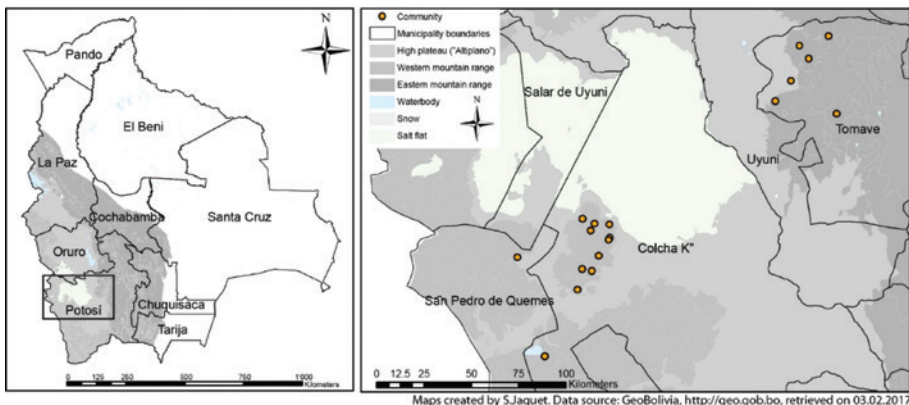 N
Pando
El Beni
La Paz
Cochabamba
Santa Cruz
Oruro
Potosí
Chuquisaca
Tarija
0 125 250 500 750 1'000
Kilometers
Community
Municipality boundaries
High plateau ("Altiplano")
Western mountain range
Eastern mountain range
Waterbody
Snow
Salt flat
N
Salar de Uyuni
Tomave
Uyuni
Colcha K"
San Pedro de Quemes
0 12.5 25 50 75 100
Kilometers
Maps created by S.Jaquet. Data source: GeoBolivia, http://geo.gob.bo, retrieved on 03.02.2017